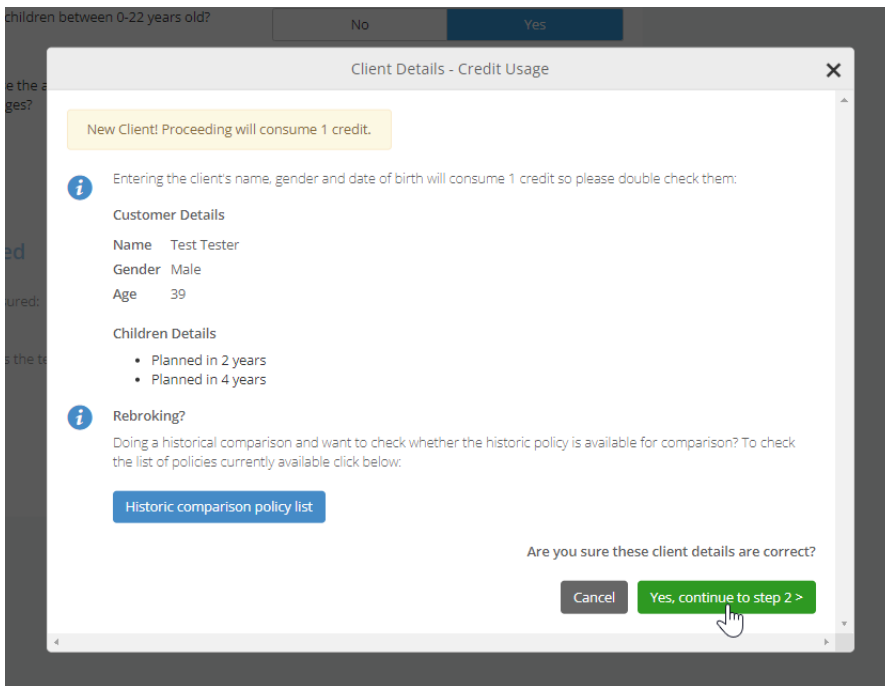 children between 0-22 years old?
No
Yes
Client Details - Credit Usage
e the a
ges?
New Client! Proceeding will consume 1 credit.
Entering the client's name, gender and date of birth will consume 1 credit so please double check them:
Customer Details
Name Test Tester
ed
Gender Male
Age 39
sured:
Children Details
• Planned in 2 years
s the te
• Planned in 4 years
Rebroking?
Doing a historical comparison and want to check whether the historic policy is available for comparison? To check
the list of policies currently available click below:
Historic comparison policy list
Are you sure these client details are correct?
Cancel
Yes, continue to step 2 >